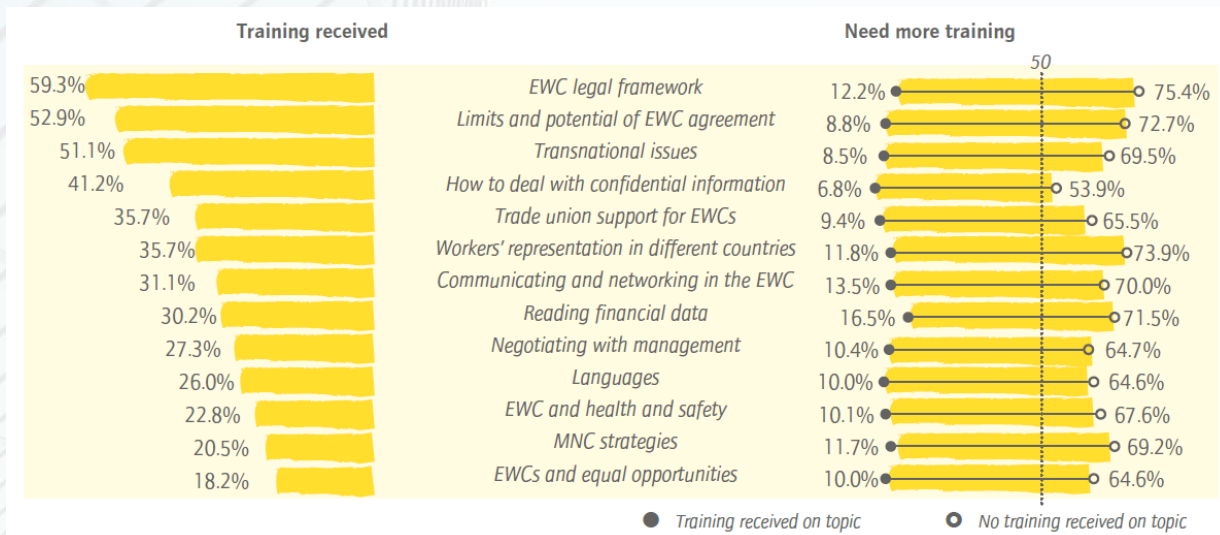 Training received Need more training
50
59.3% EWC legal framework 12.2% 75.4%
52.9% Limits and potential of EWC agreement 8.8% 72.7%
51.1% Transnational issues 8.5% 69.5%
41.2% How to deal with confidential information 6.8% 53.9%
35.7% Trade union support for EWCs 9.4% 65.5%
35.7% Workers' representation in different countries 11.8% 73.9%
31.1% Communicating and networking in the EWC 13.5% 70.0%
30.2% Reading financial data 16.5% 71.5%
27.3% Negotiating with management 10.4% 64.7%
26.0% Languages 10.0% 64.6%
22.8% EWC and health and safety 10.1% 67.6%
20.5% MNC strategies 11.7% 69.2%
18.2% EWCs and equal opportunities 10.0% 64.6%
Training received on topic No training received on topic